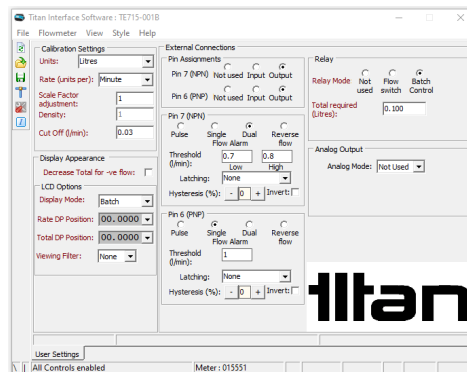 Titan Interface Software : TE715-001B
File Flowmeter View Style Help
Calibration Settings
Units: Litres
Rate (units per): Minute
Scale Factor adjustment: 1
Density: 1
Cut Off (l/min): 0.03
Display Appearance
Decrease Total for -ve flow:
LCD Options
Display Mode: Batch
Rate DP Position: 00.0000
Total DP Position: 00.0000
Viewing Filter: None
External Connections
Pin Assignments
Pin 7 (NPN) Not used Input Output
Pin 6 (PNP) Not used Input Output
Pin 7 (NPN)
Pulse Single Dual Reverse
Flow Alarm flow
Threshold (l/min) 0.7 0.8
Low High
Latching: None
Hysteresis (%): - 0 + Invert:
Pin 6 (PNP)
Pulse Single Dual Reverse
Flow Alarm flow
Threshold (l/min) 1
Latching: None
Hysteresis (%): - 0 + Invert:
Relay
Relay Mode Not used Flow switch Batch Control
Total required (Litres): 0.100
Analog Output
Analog Mode: Not Used
titan
User Settings
All Controls enabled Meter : 015551